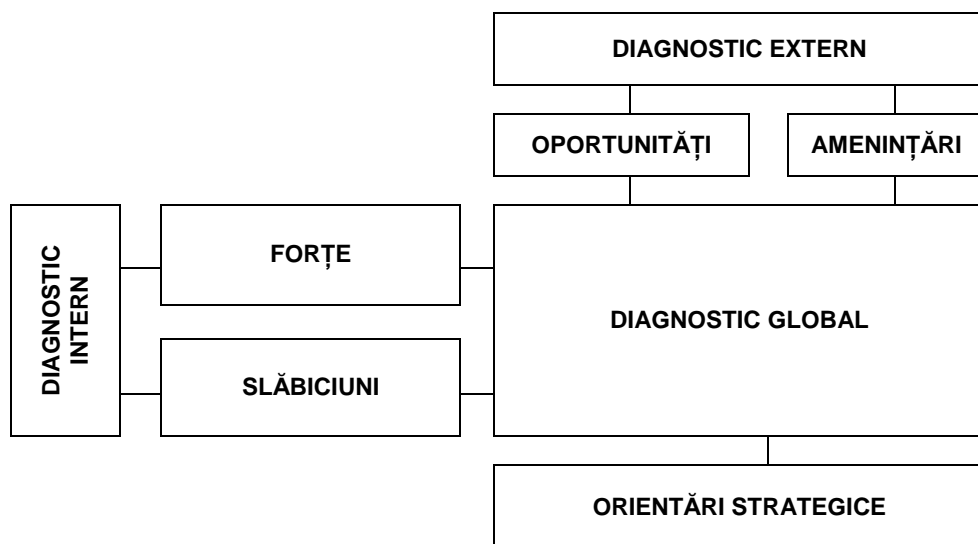 DIAGNOSTIC EXTERN
OPORTUNITĂȚI
AMENINȚĂRI
DIAGNOSTIC
INTERN
FORȚE
SLĂBICIUNI
DIAGNOSTIC GLOBAL
ORIENTĂRI STRATEGICE